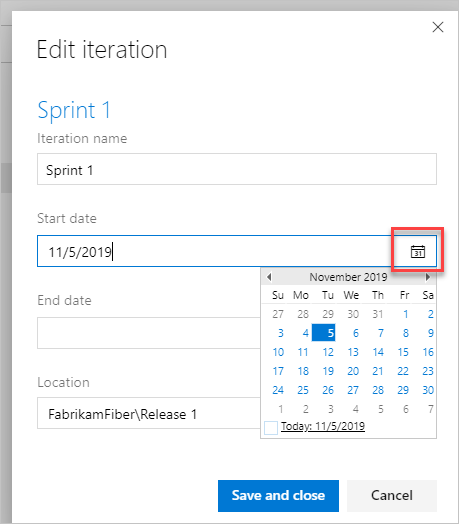 Edit iteration
Sprint 1
Iteration name
Sprint 1
Start date
11/5/2019
31
November 2019
Su Mo Tu We Th Fr Sa
27 28 29 30 31 1 2
3 4 5 6 7 8 9
10 11 12 13 14 15 16
17 18 19 20 21 22 23
24 25 26 27 28 29 30
1 2 3 4 5 6 7
Today: 11/5/2019
End date
Location
FabrikamFiber\Release 1
Save and close
Cancel